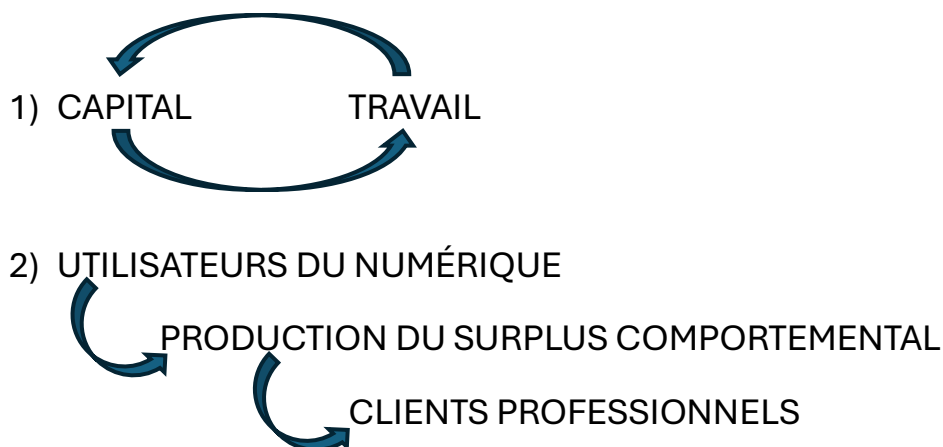 1) CAPITAL TRAVAIL
2) UTILISATEURS DU NUMÉRIQUE
PRODUCTION DU SURPLUS COMPORTEMENTAL
CLIENTS PROFESSIONNELS